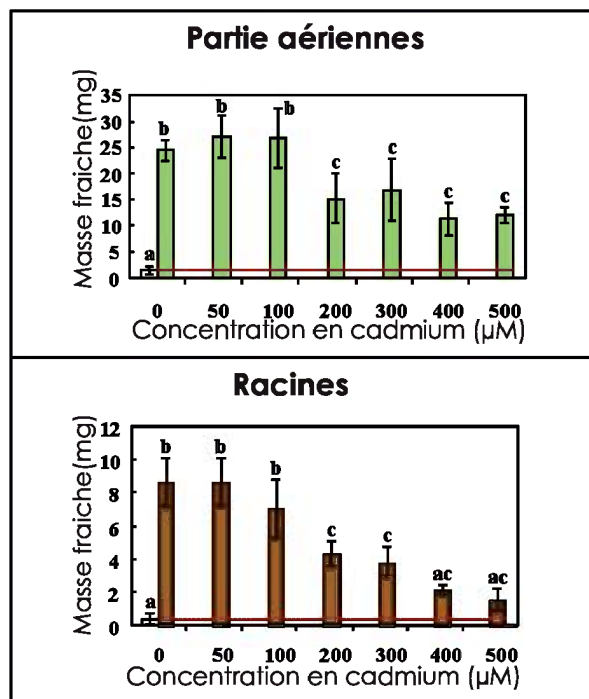 Partie aériennes
Masse fraiche(mg)
35
30
25
20
15
10
5
0
a
b
b
b
c
c
c
c
0 50 100 200 300 400 500
Concentration en cadmium (µM)
Racines
Masse fraiche(mg)
12
10
8
6
4
2
0
a
b
b
b
c
c
ac
ac
0 50 100 200 300 400 500
Concentration en cadmium (µM)